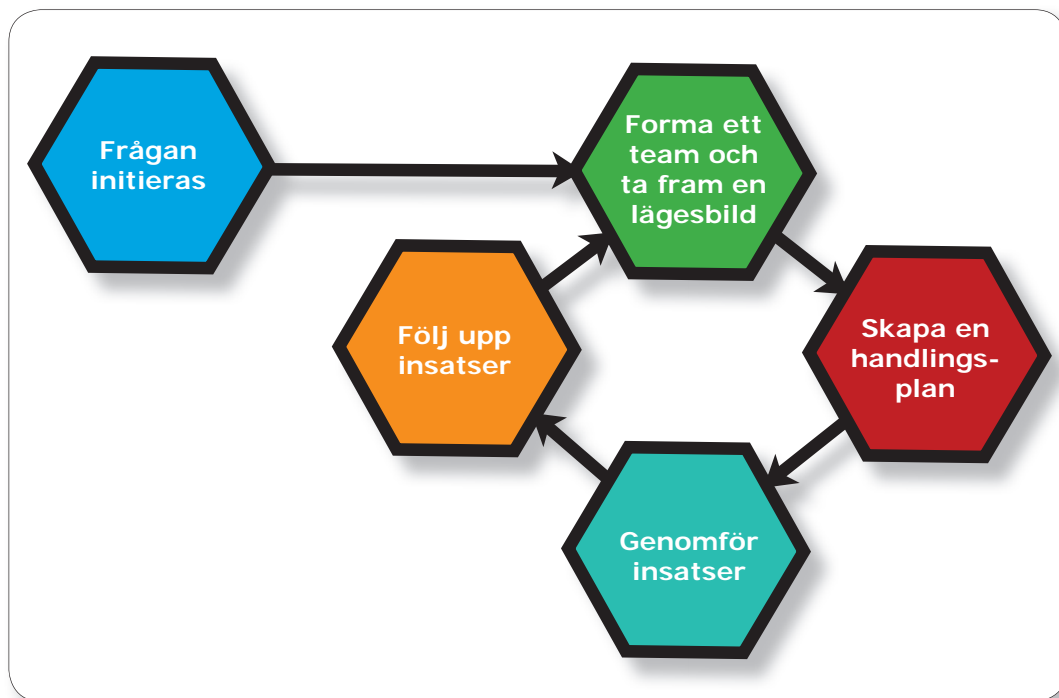 Frågan
initieras
Forma ett
team och
ta fram en
lägesbild
Skapa en
handlings-
plan
Genomför
insatser
Följ upp
insatser